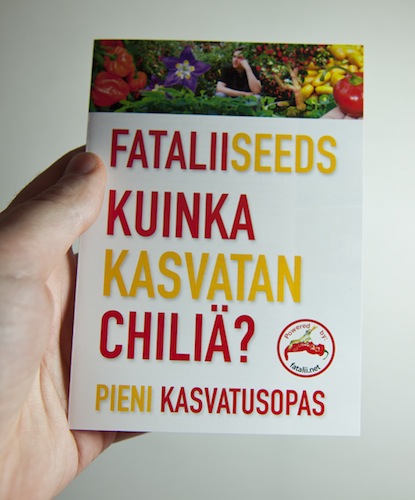 FATALIISEEDS
KUINKA
KASVATAN
CHILIÄ?
Powered by:
fatalii.net
PIENI KASVATUSOPAS